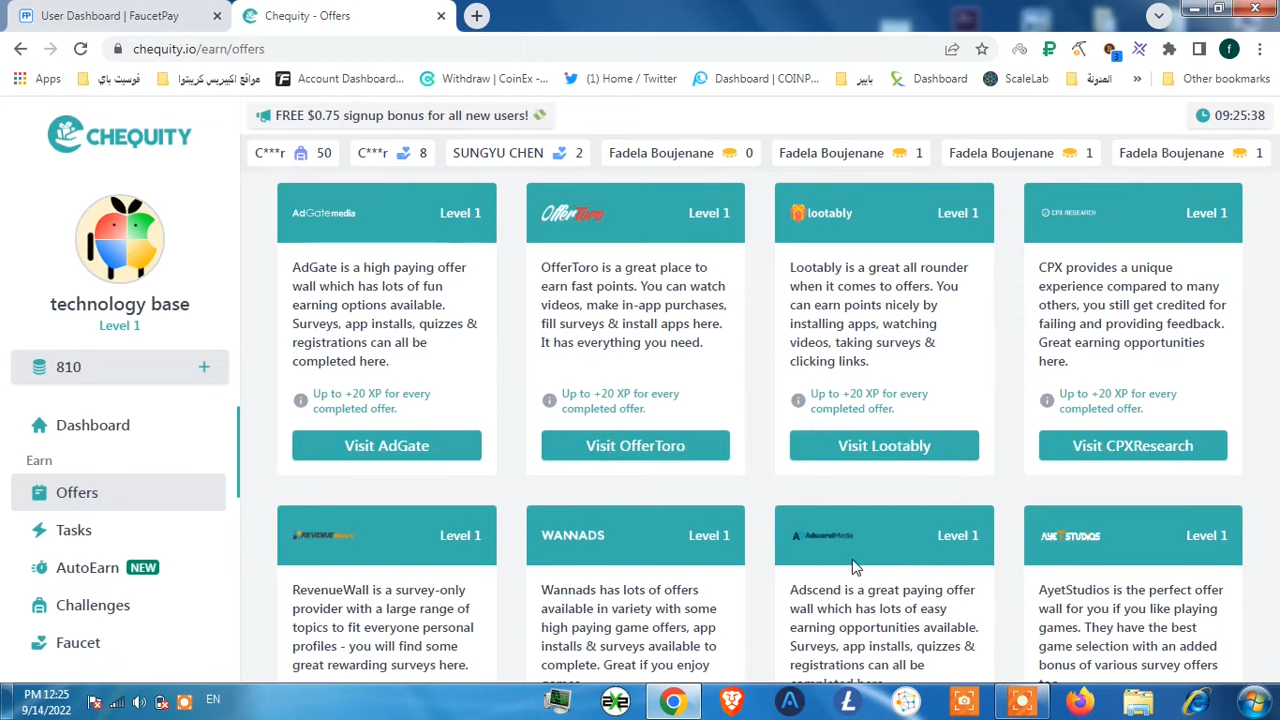 User Dashboard | FaucetPay
Chequity - Offers
chequity.io/earn/offers
Apps
فوسيت باي
مواقع اكبيرس كريبتوا
Account Dashboard...
Withdraw | CoinEx -...
(1) Home / Twitter
Dashboard | COINP...
بايير
Dashboard
ScaleLab
المدونة
»
Other bookmarks
CHEQUITY
FREE $0.75 signup bonus for all new users!
09:25:38
C***r 50
C***r 8
SUNGYU CHEN 2
Fadela Boujenane 0
Fadela Boujenane 1
Fadela Boujenane 1
Fadela Boujenane 1
technology base
Level 1
810 +
Dashboard
Earn
Offers
Tasks
AutoEarn NEW
Challenges
Faucet
AdGatemedia Level 1
AdGate is a high paying offer
wall which has lots of fun
earning options available.
Surveys, app installs, quizzes &
registrations can all be
completed here.
Up to +20 XP for every
completed offer.
Visit AdGate
OfferToro Level 1
OfferToro is a great place to
earn fast points. You can watch
videos, make in-app purchases,
fill surveys & install apps here.
It has everything you need.
Up to +20 XP for every
completed offer.
Visit OfferToro
lootably Level 1
Lootably is a great all rounder
when it comes to offers. You
can earn points nicely by
installing apps, watching
videos, taking surveys &
clicking links.
Up to +20 XP for every
completed offer.
Visit Lootably
CPX RESEARCH Level 1
CPX provides a unique
experience compared to many
others, you still get credited for
failing and providing feedback.
Great earning opportunities
here.
Up to +20 XP for every
completed offer.
Visit CPXResearch
REVENUE Level 1
RevenueWall is a survey-only
provider with a large range of
topics to fit everyone personal
profiles - you will find some
great rewarding surveys here.
WANNADS Level 1
Wannads has lots of offers
available in variety with some
high paying game offers, app
installs & surveys available to
complete. Great if you enjoy
games.
AdscendMedia Level 1
Adscend is a great paying offer
wall which has lots of easy
earning opportunities available.
Surveys, app installs, quizzes &
registrations can all be
completed here.
AYET STUDIOS Level 1
AyetStudios is the perfect offer
wall for you if you like playing
games. They have the best
game selection with an added
bonus of various survey offers
too.
PM 12:25
9/14/2022
EN